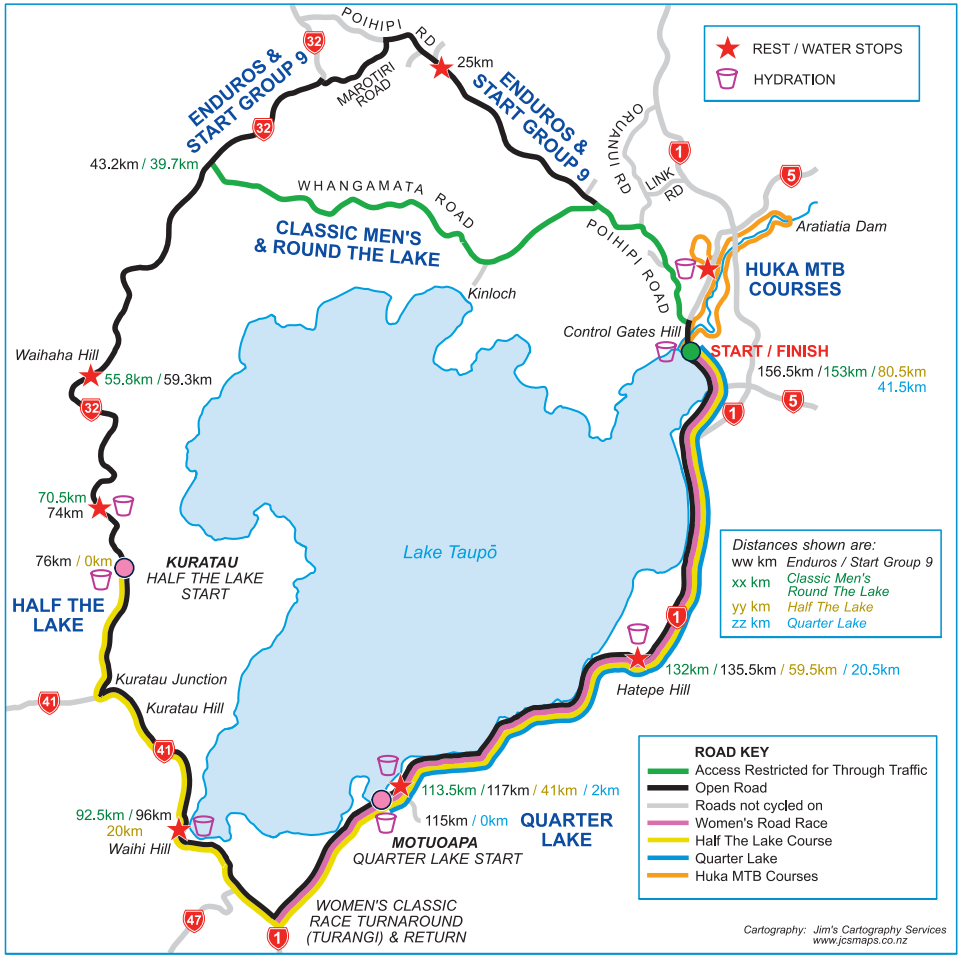 POIHIPI RD
32
REST / WATER STOPS
HYDRATION
25km
MAROTIRI
ROAD
ENDUROS &
START GROUP 9
ENDUROS &
START GROUP 9
32
ORUANUI RD
1
LINK
RD
5
43.2km / 39.7km
WHANGAMATA ROAD
CLASSIC MEN'S
& ROUND THE LAKE
POIHIPI ROAD
Aratiatia Dam
HUKA MTB
COURSES
Kinloch
Control Gates Hill
START / FINISH
156.5km / 153km / 80.5km
41.5km
5
1
Waihaha Hill
55.8km / 59.3km
32
70.5km
74km
76km / 0km
KURATAU
HALF THE LAKE
START
HALF THE
LAKE
Lake Taupō
Distances shown are:
ww km Enduros / Start Group 9
xx km Classic Men's
Round The Lake
yy km Half The Lake
zz km Quarter Lake
1
132km / 135.5km / 59.5km / 20.5km
Hatepe Hill
Kuratau Junction
41
Kuratau Hill
41
ROAD KEY
Access Restricted for Through Traffic
Open Road
Roads not cycled on
Women's Road Race
Half The Lake Course
Quarter Lake
Huka MTB Courses
113.5km / 117km / 41km / 2km
115km / 0km
QUARTER
LAKE
MOTUOAPA
QUARTER LAKE START
92.5km / 96km
20km
Waihi Hill
47
1
WOMEN'S CLASSIC
RACE TURNAROUND
(TURANGI) & RETURN
Cartography: Jim's Cartography Services
www.jcsmaps.co.nz